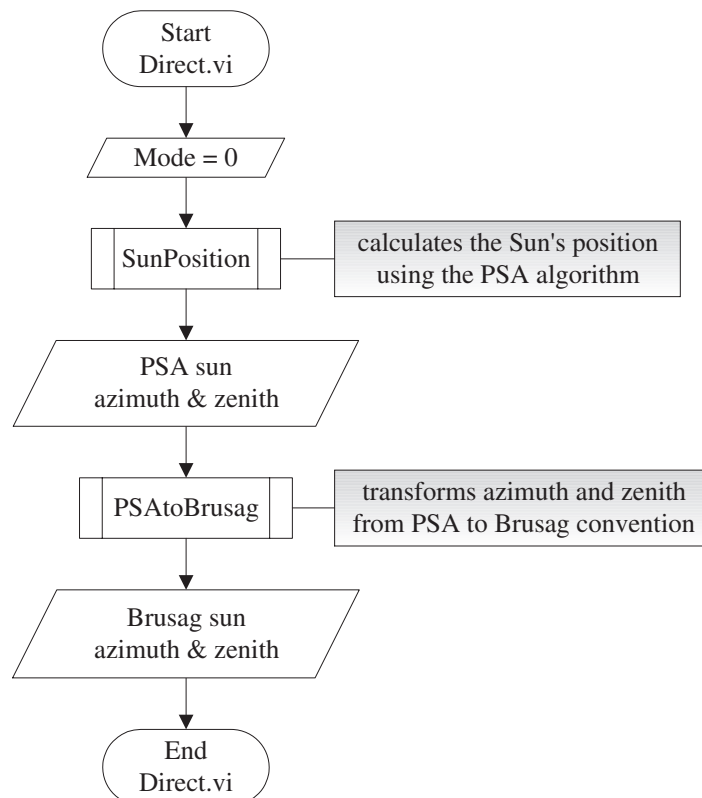 Start
Direct.vi
Mode = 0
SunPosition
calculates the Sun's position
using the PSA algorithm
PSA sun
azimuth & zenith
PSAtoBrusag
transforms azimuth and zenith
from PSA to Brusag convention
Brusag sun
azimuth & zenith
End
Direct.vi